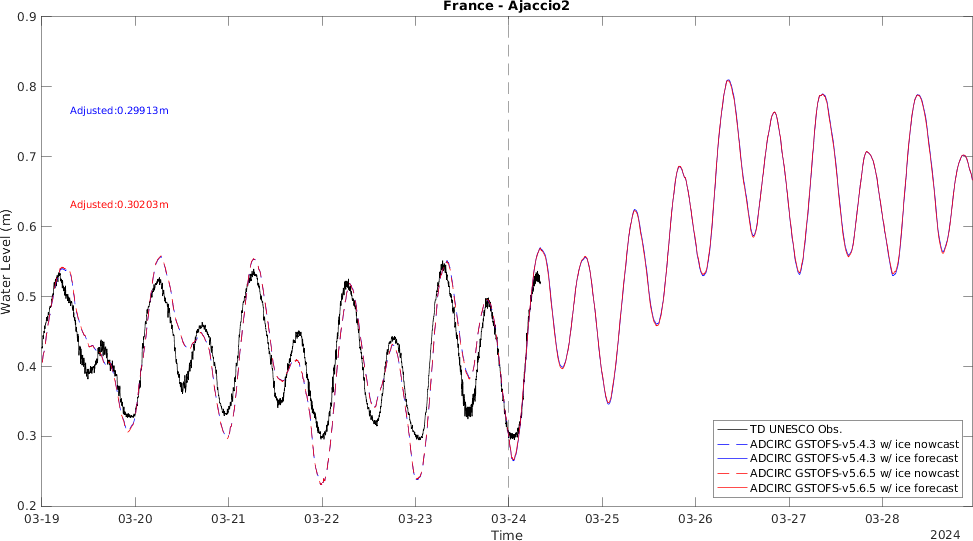 France - Ajaccio2
0.9
0.8
0.7
0.6
0.5
0.4
0.3
0.2
Water Level (m)
Adjusted:0.29913m
Adjusted:0.30203m
TD UNESCO Obs.
ADCIRC GSTOFS-v5.4.3 w/ ice nowcast
ADCIRC GSTOFS-v5.4.3 w/ ice forecast
ADCIRC GSTOFS-v5.6.5 w/ ice nowcast
ADCIRC GSTOFS-v5.6.5 w/ ice forecast
03-19 03-20 03-21 03-22 03-23 03-24 03-25 03-26 03-27 03-28
Time
2024